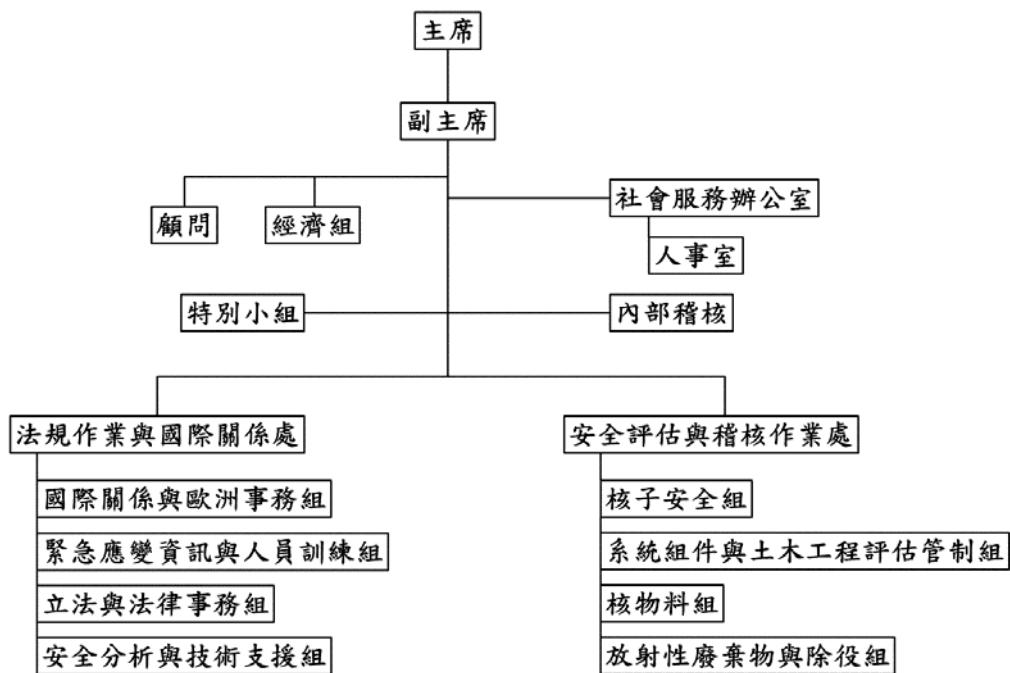 主席
副主席
顧問
經濟組
社會服務辦公室
人事室
特別小組
內部稽核
法規作業與國際關係處
國際關係與歐洲事務組
緊急應變資訊與人員訓練組
立法與法律事務組
安全分析與技術支援組
安全評估與稽核作業處
核子安全組
系統組件與土木工程評估管制組
核物料組
放射性廢棄物與除役組